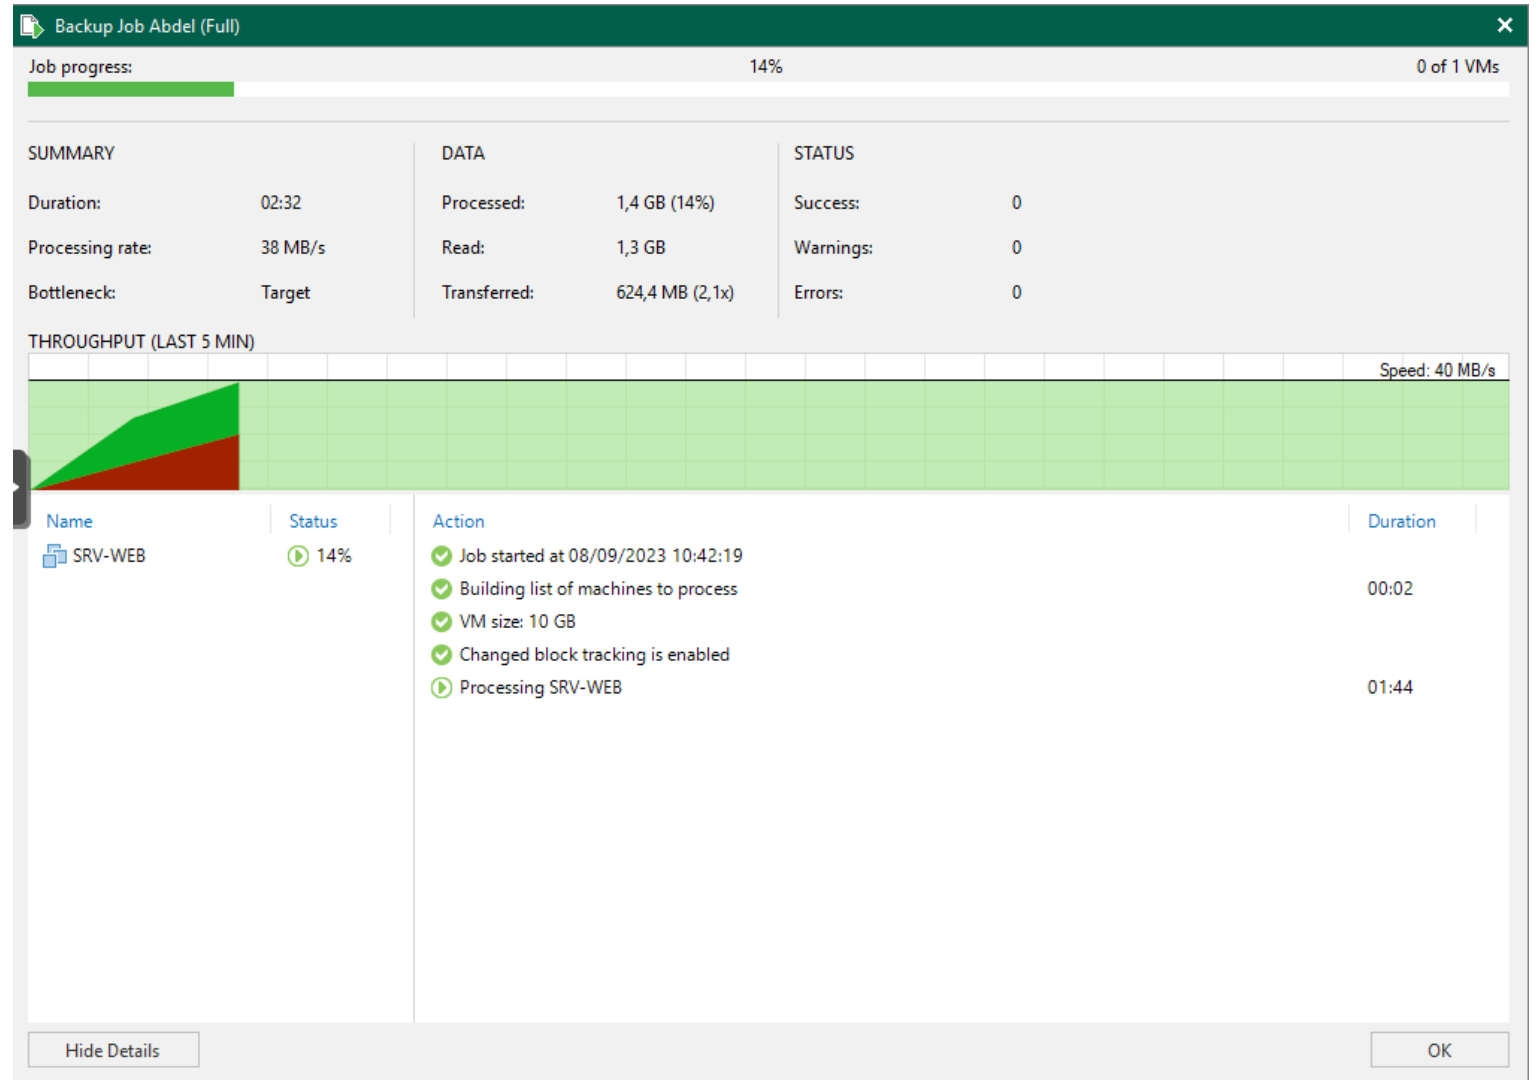 Backup Job Abdel (Full)
Job progress: 14% 0 of 1 VMs
SUMMARY DATA STATUS
Duration: 02:32 Processed: 1,4 GB (14%) Success: 0
Processing rate: 38 MB/s Read: 1,3 GB Warnings: 0
Bottleneck: Target Transferred: 624,4 MB (2,1x) Errors: 0
THROUGHPUT (LAST 5 MIN)
Speed: 40 MB/s
Name Status Action Duration
SRV-WEB 14% Job started at 08/09/2023 10:42:19
Building list of machines to process 00:02
VM size: 10 GB
Changed block tracking is enabled
Processing SRV-WEB 01:44
Hide Details OK